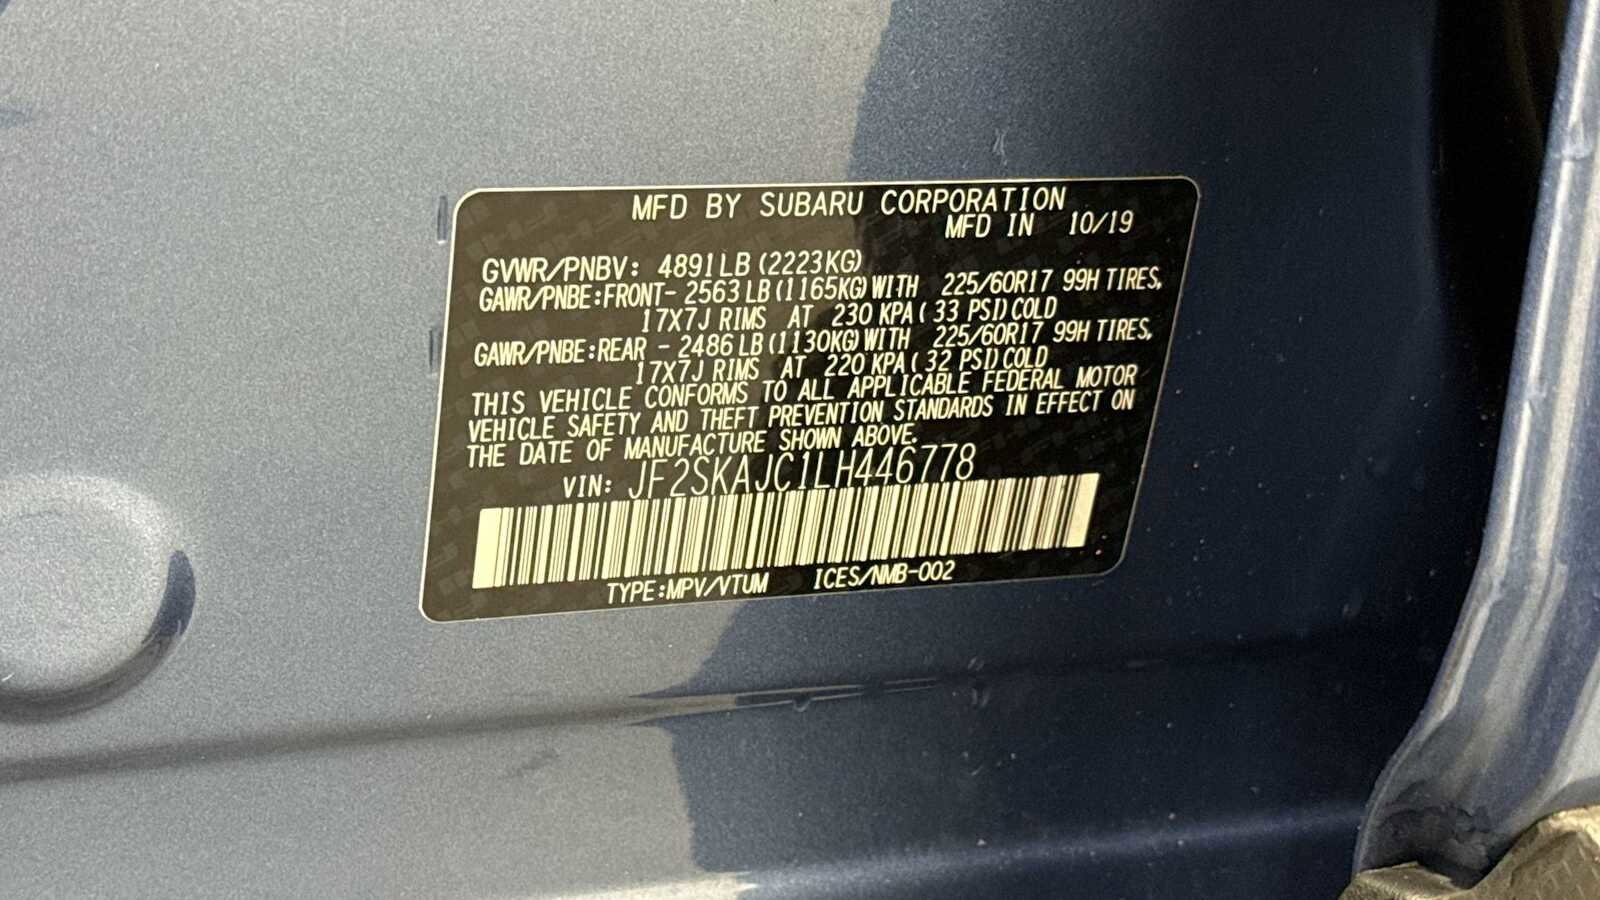 MFD BY SUBARU CORPORATION
MFD IN 10/19
GVWR/PNBV: 4891LB(2223KG)
GAWR/PNBE:FRONT- 2563LB(1165KG)WITH 225/60R17 99H TIRES,
17X7J RIMS AT 230 KPA( 33 PSI)COLD
GAWR/PNBE:REAR - 2486LB(1130KG)WITH 225/60R17 99H TIRES,
17X7J RIMS AT 220 KPA( 32 PSI)COLD
THIS VEHICLE CONFORMS TO ALL APPLICABLE FEDERAL MOTOR
VEHICLE SAFETY AND THEFT PREVENTION STANDARDS IN EFFECT ON
THE DATE OF MANUFACTURE SHOWN ABOVE.
VIN: JF2SKAJC1LH446778
TYPE:MPV/VTUM ICES/NMB-002